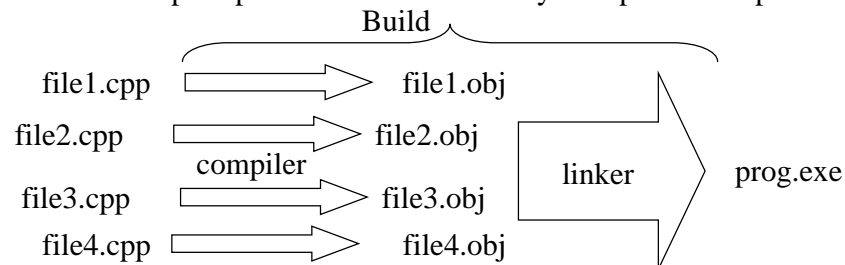 Build
file1.cpp file1.obj
file2.cpp file2.obj
compiler
linker prog.exe
file3.cpp file3.obj
file4.cpp file4.obj